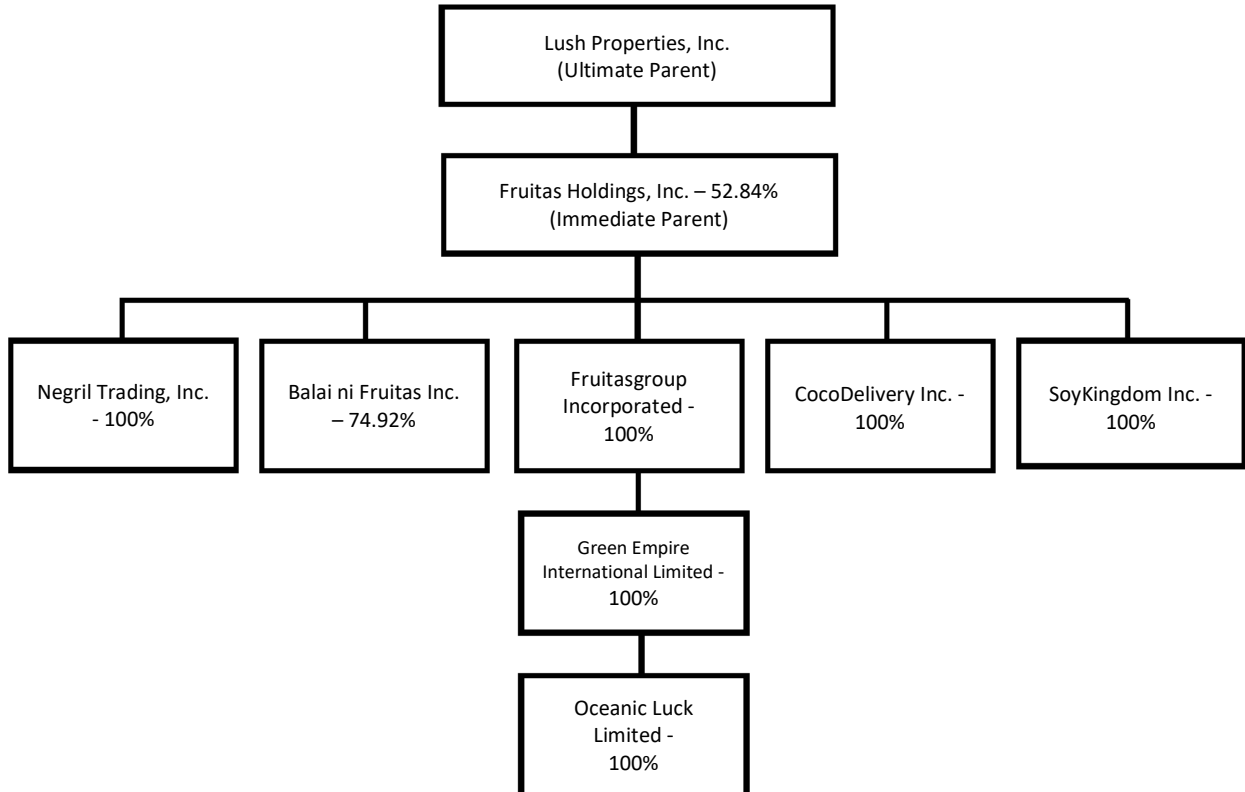 Lush Properties, Inc.
(Ultimate Parent)
Fruitas Holdings, Inc. – 52.84%
(Immediate Parent)
Negril Trading, Inc.
- 100%
Balai ni Fruitas Inc.
– 74.92%
Fruitasgroup
Incorporated -
100%
CocoDelivery Inc. -
100%
SoyKingdom Inc. -
100%
Green Empire
International Limited -
100%
Oceanic Luck
Limited -
100%